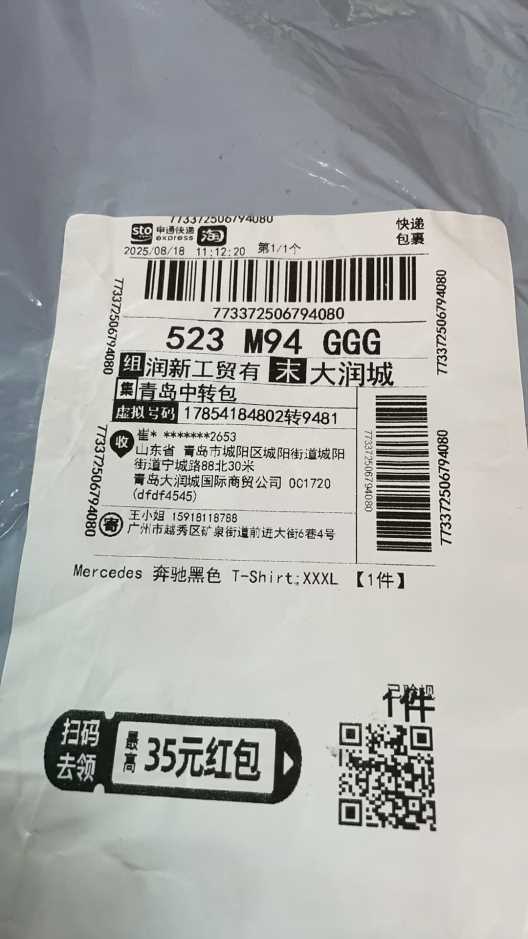 773372506794080
sto 申通快递 express 淘
快递包裹
2025/08/18 11:12:20 第1/1个
773372506794080
523 M94 GGG
组 润新工贸有 末 大润城
集 青岛中转包
虚拟号码 17854184802转9481
收 崔* *******2653
山东省 青岛市城阳区城阳街道城阳
街道宁城路88北30米
青岛大润城国际商贸公司 0C1720
(dfdf4545)
寄 王小姐 15918118788
广州市越秀区矿泉街道前进大街6巷4号
773372506794080
773372506794080
773372506794080
773372506794080
773372506794080
Mercedes 奔驰黑色 T-Shirt;XXXL 【1件】
已验视
1件
扫码去领 最高 35元红包